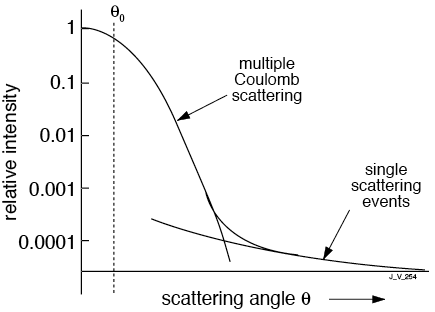 θ0
1
0.1
0.01
0.001
0.0001
relative intensity
multiple
Coulomb
scattering
single
scattering
events
J_V_254
scattering angle θ